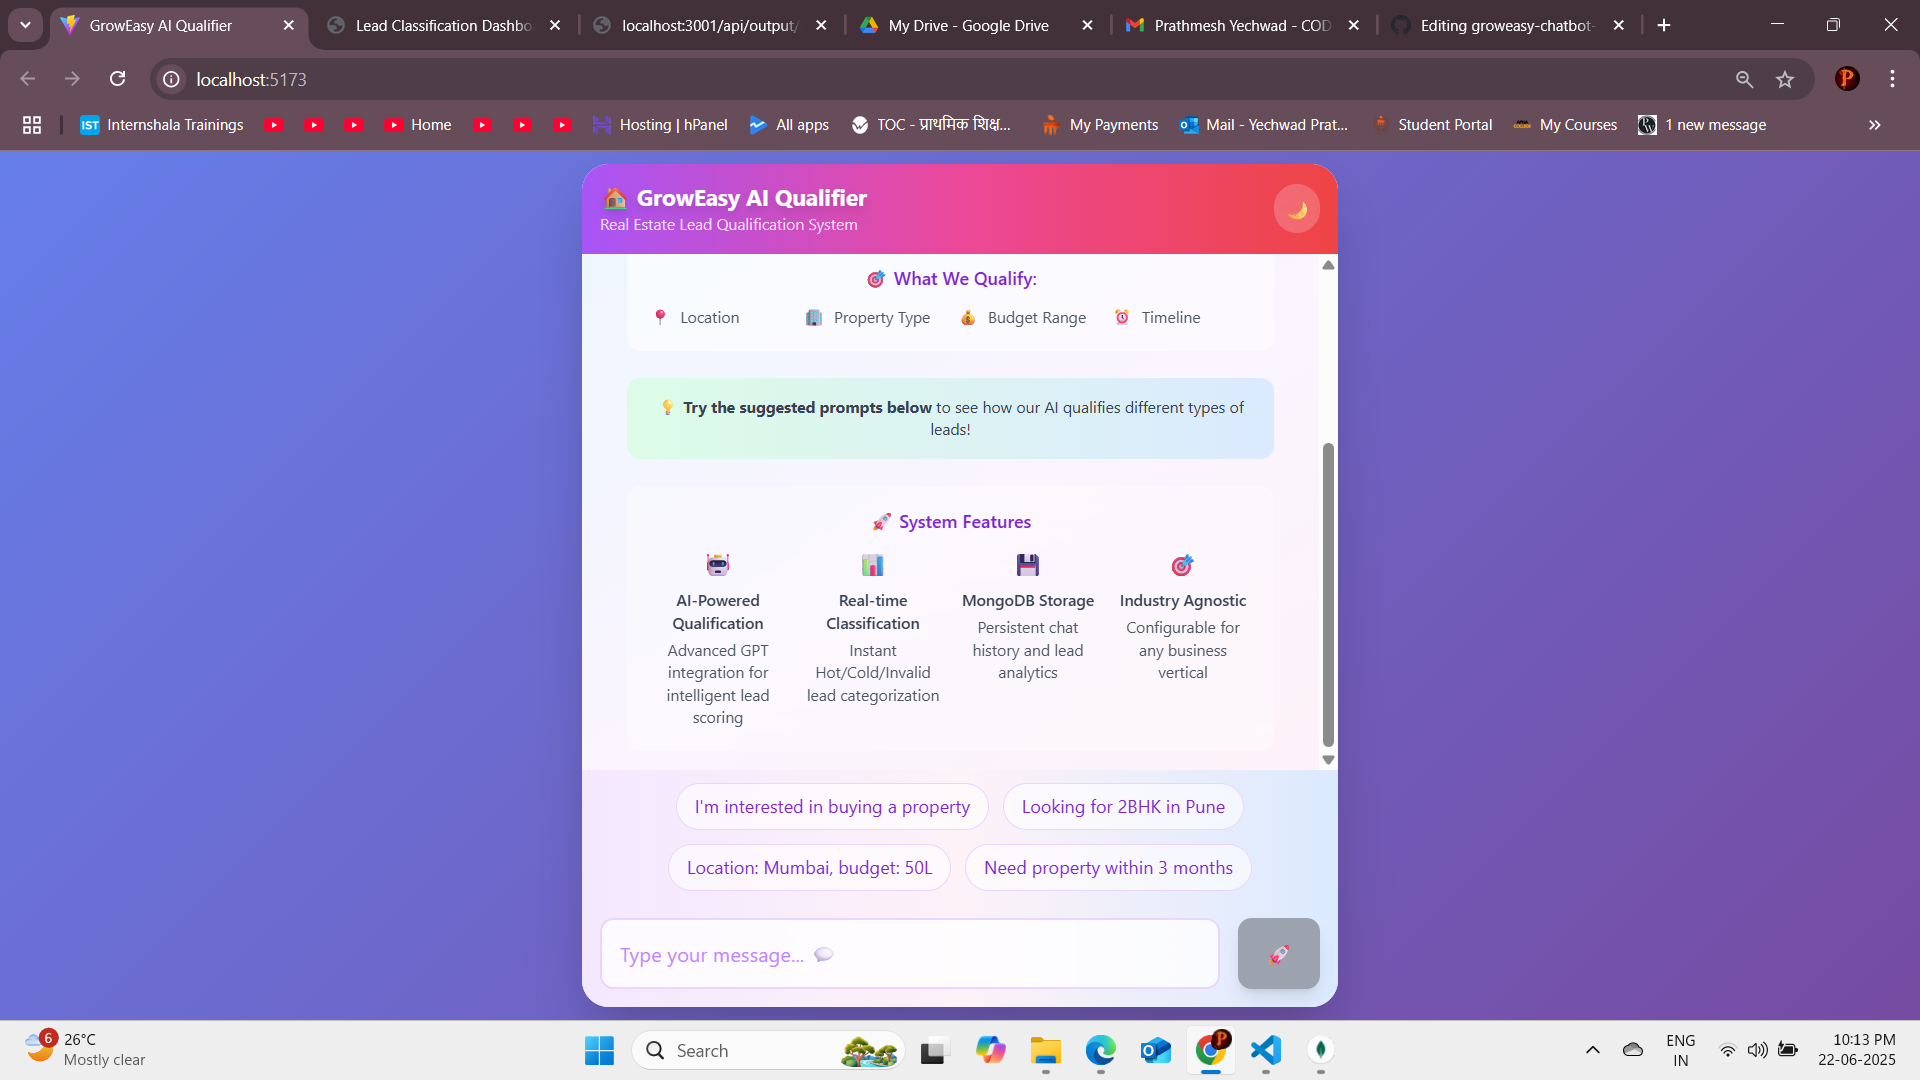 GrowEasy AI Qualifier
Lead Classification Dashbo
localhost:3001/api/output/
My Drive - Google Drive
Prathmesh Yechwad - COD
Editing groweasy-chatbot-
localhost:5173
IST Internshala Trainings
Home
Hosting | hPanel
All apps
TOC - प्राथमिक शिक्ष...
My Payments
Mail - Yechwad Prat...
Student Portal
My Courses
1 new message
GrowEasy AI Qualifier
Real Estate Lead Qualification System
What We Qualify:
Location
Property Type
Budget Range
Timeline
Try the suggested prompts below to see how our AI qualifies different types of
leads!
System Features
AI-Powered
Qualification
Advanced GPT
integration for
intelligent lead
scoring
Real-time
Classification
Instant
Hot/Cold/Invalid
lead categorization
MongoDB Storage
Persistent chat
history and lead
analytics
Industry Agnostic
Configurable for
any business
vertical
I'm interested in buying a property
Looking for 2BHK in Pune
Location: Mumbai, budget: 50L
Need property within 3 months
Type your message...
6
26°C
Mostly clear
Search
ENG
IN
10:13 PM
22-06-2025